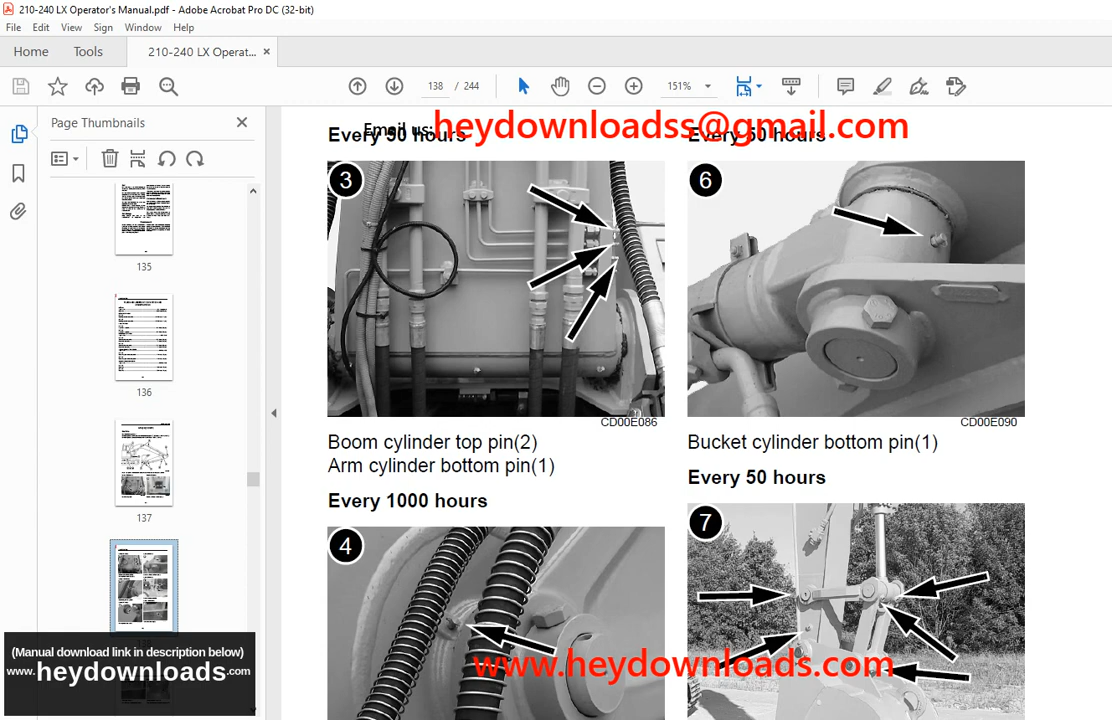 210-240 LX Operator's Manual.pdf - Adobe Acrobat Pro DC (32-bit)
File Edit View Sign Window Help
Home Tools 210-240 LX Operat... ×
138 / 244 151%
Page Thumbnails
135
136
137
Email us: heydownloadss@gmail.com
Every 50 hours
Every 50 hours
3
6
CD00E086
CD00E090
Boom cylinder top pin(2)
Arm cylinder bottom pin(1)
Bucket cylinder bottom pin(1)
Every 50 hours
Every 1000 hours
7
4
(Manual download link in description below)
www.heydownloads.com
www.heydownloads.com